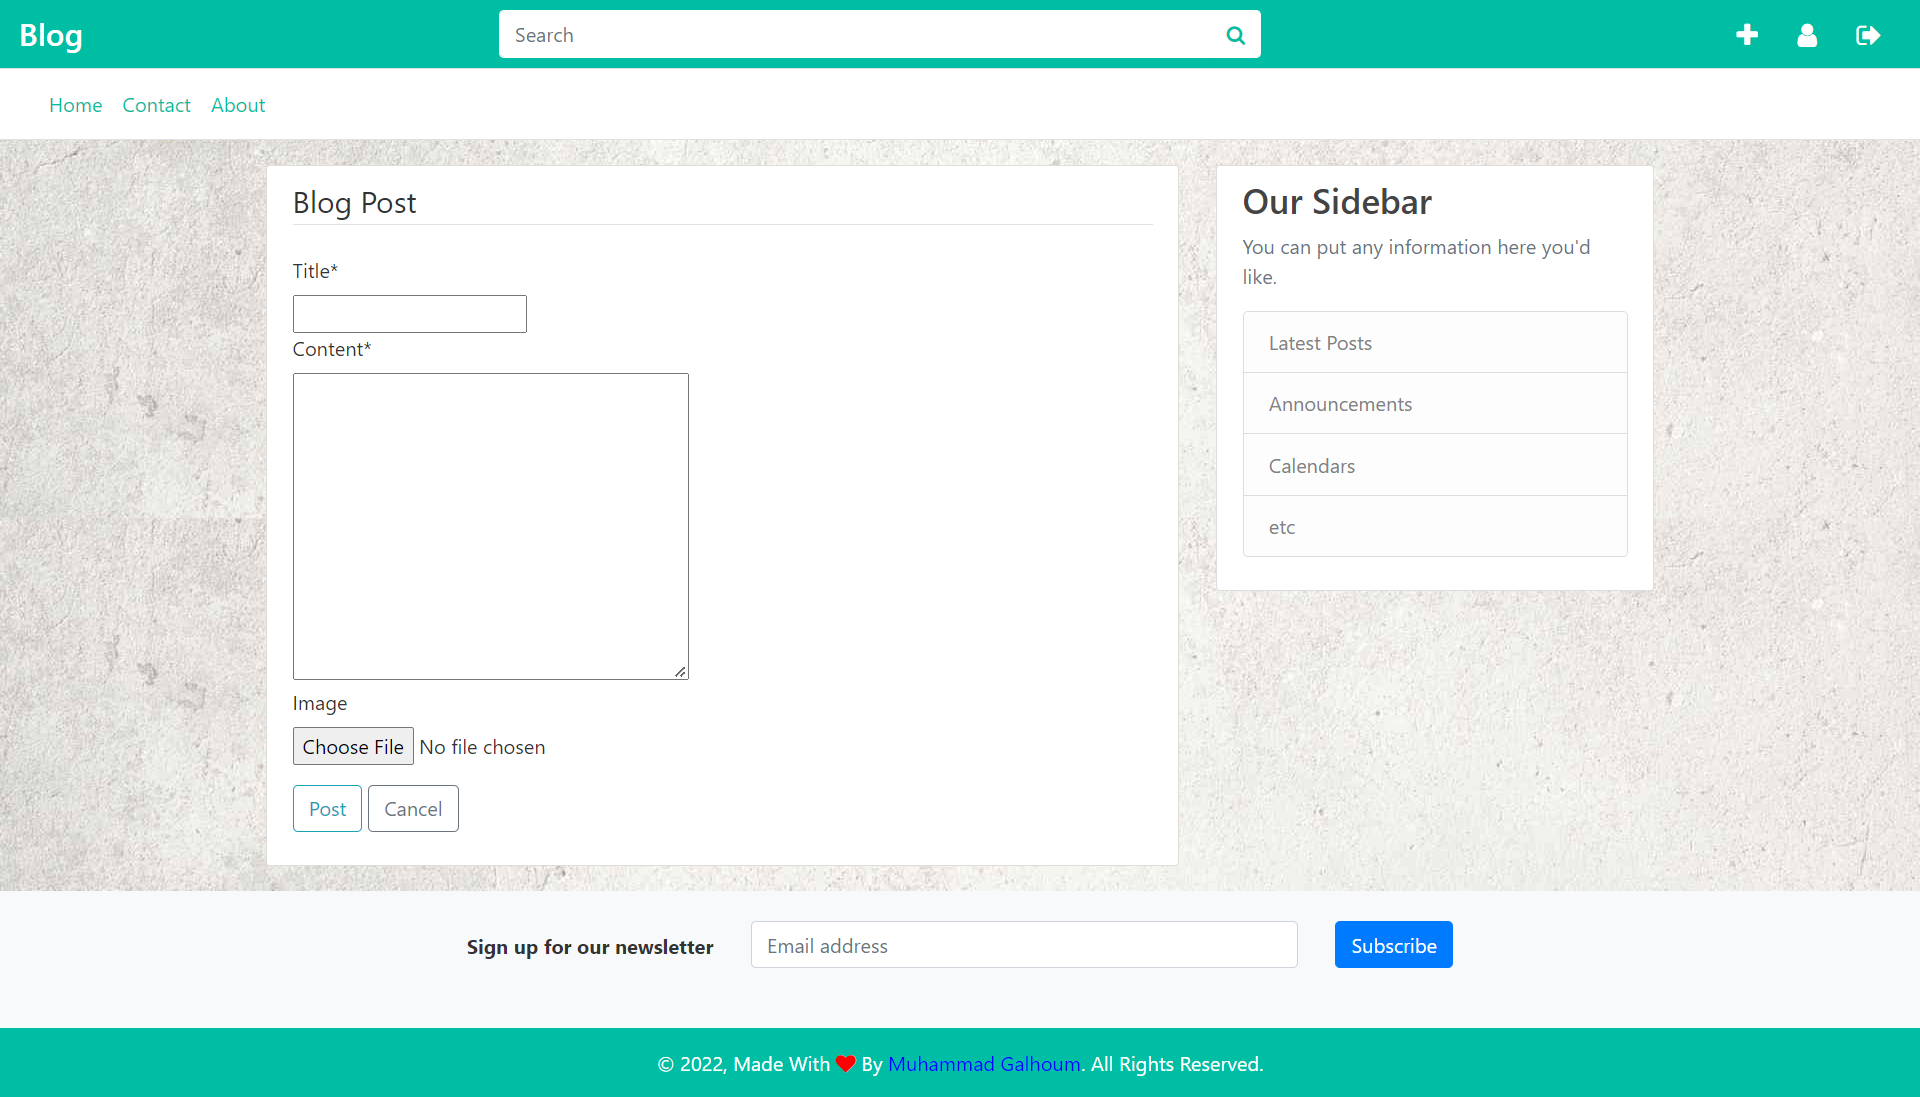 Blog
Search
Home Contact About
Blog Post
Title*
Content*
Image
Choose File No file chosen
Post Cancel
Our Sidebar
You can put any information here you'd
like.
Latest Posts
Announcements
Calendars
etc
Sign up for our newsletter Email address Subscribe
© 2022, Made With ❤ By Muhammad Galhoum. All Rights Reserved.